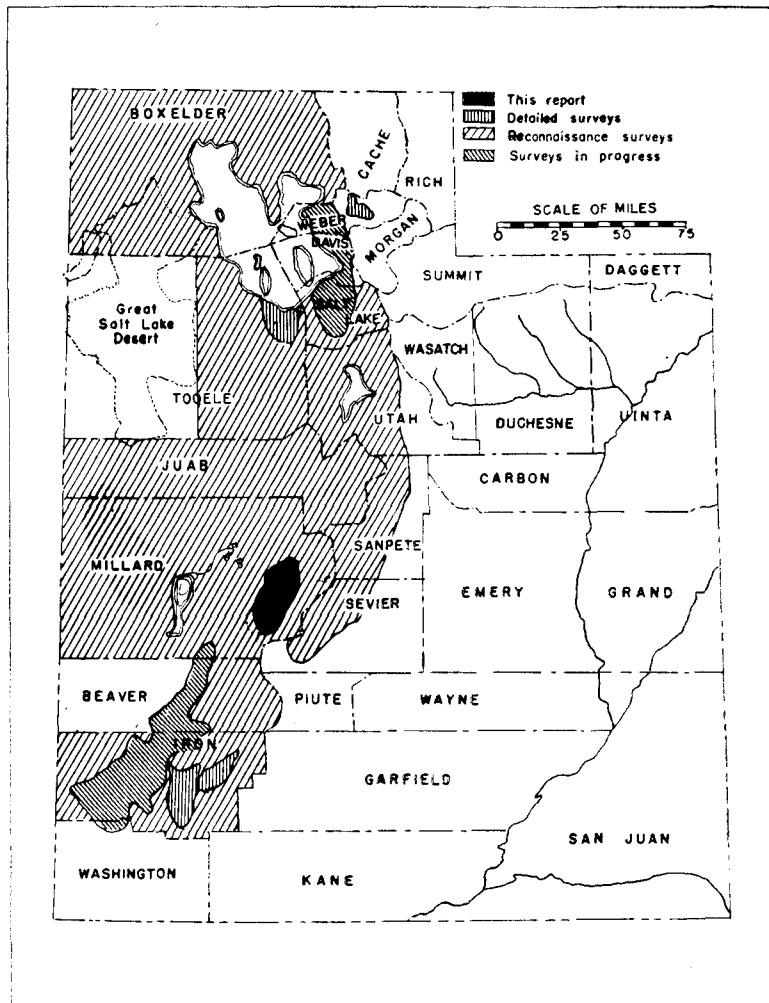 BOXELDER
This report
Detailed surveys
Reconnaissance surveys
Surveys in progress
CACHE
RICH
SCALE OF MILES
0 25 50 75
WEBER
DAVIS
MORGAN
SUMMIT
DAGGETT
Great
Salt Lake
Desert
SALT
LAKE
WASATCH
TOOELE
UTAH
DUCHESNE
UINTA
JUAB
CARBON
SANPETE
MILLARD
EMERY
GRAND
SEVIER
BEAVER
PIUTE
WAYNE
IRON
GARFIELD
SAN JUAN
WASHINGTON
KANE